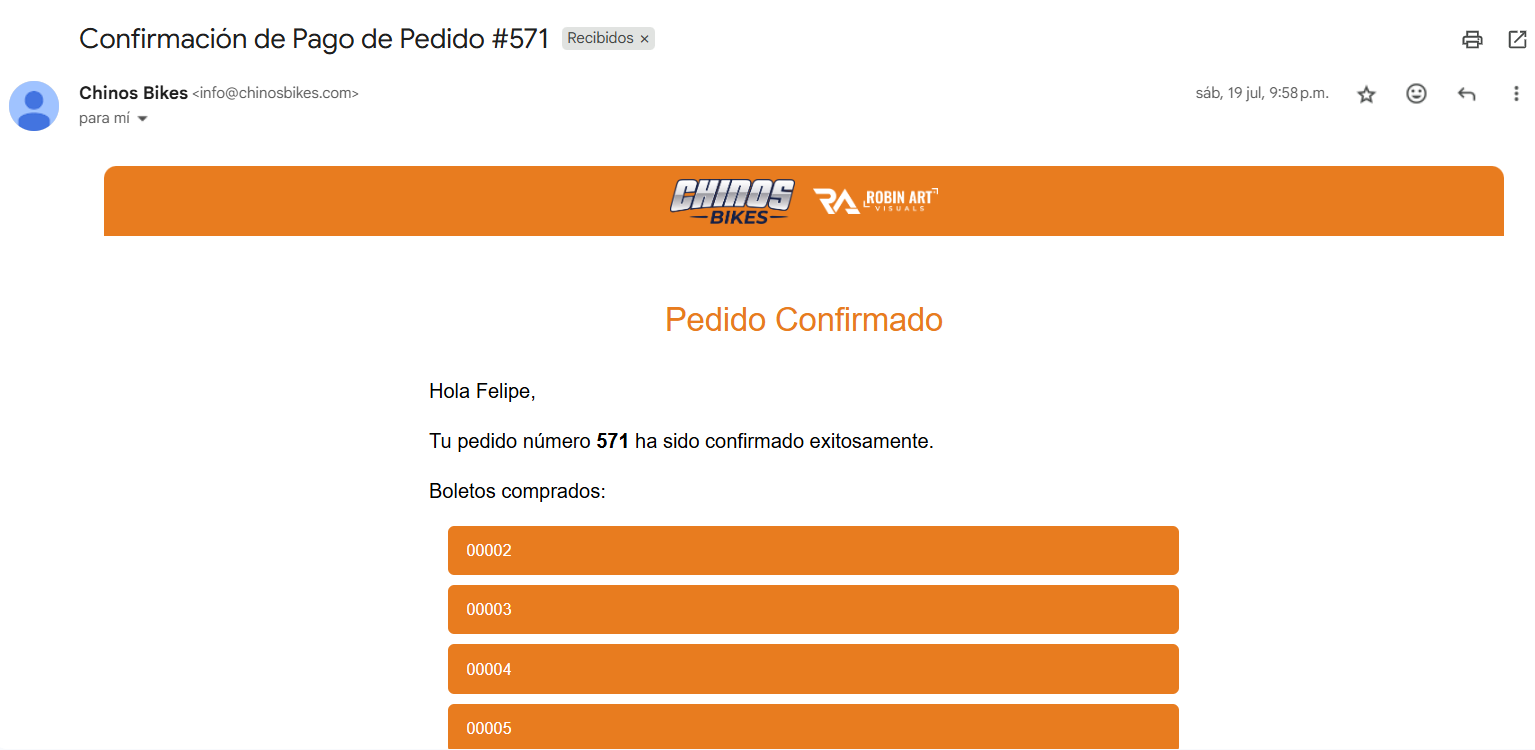 Confirmación de Pago de Pedido #571 Recibidos ×
Chinos Bikes <info@chinosbikes.com>
sáb, 19 jul, 9:58 p.m.
para mí
CHINOS
BIKES
RA ROBIN ART
VISUALS
Pedido Confirmado
Hola Felipe,
Tu pedido número 571 ha sido confirmado exitosamente.
Boletos comprados:
00002
00003
00004
00005